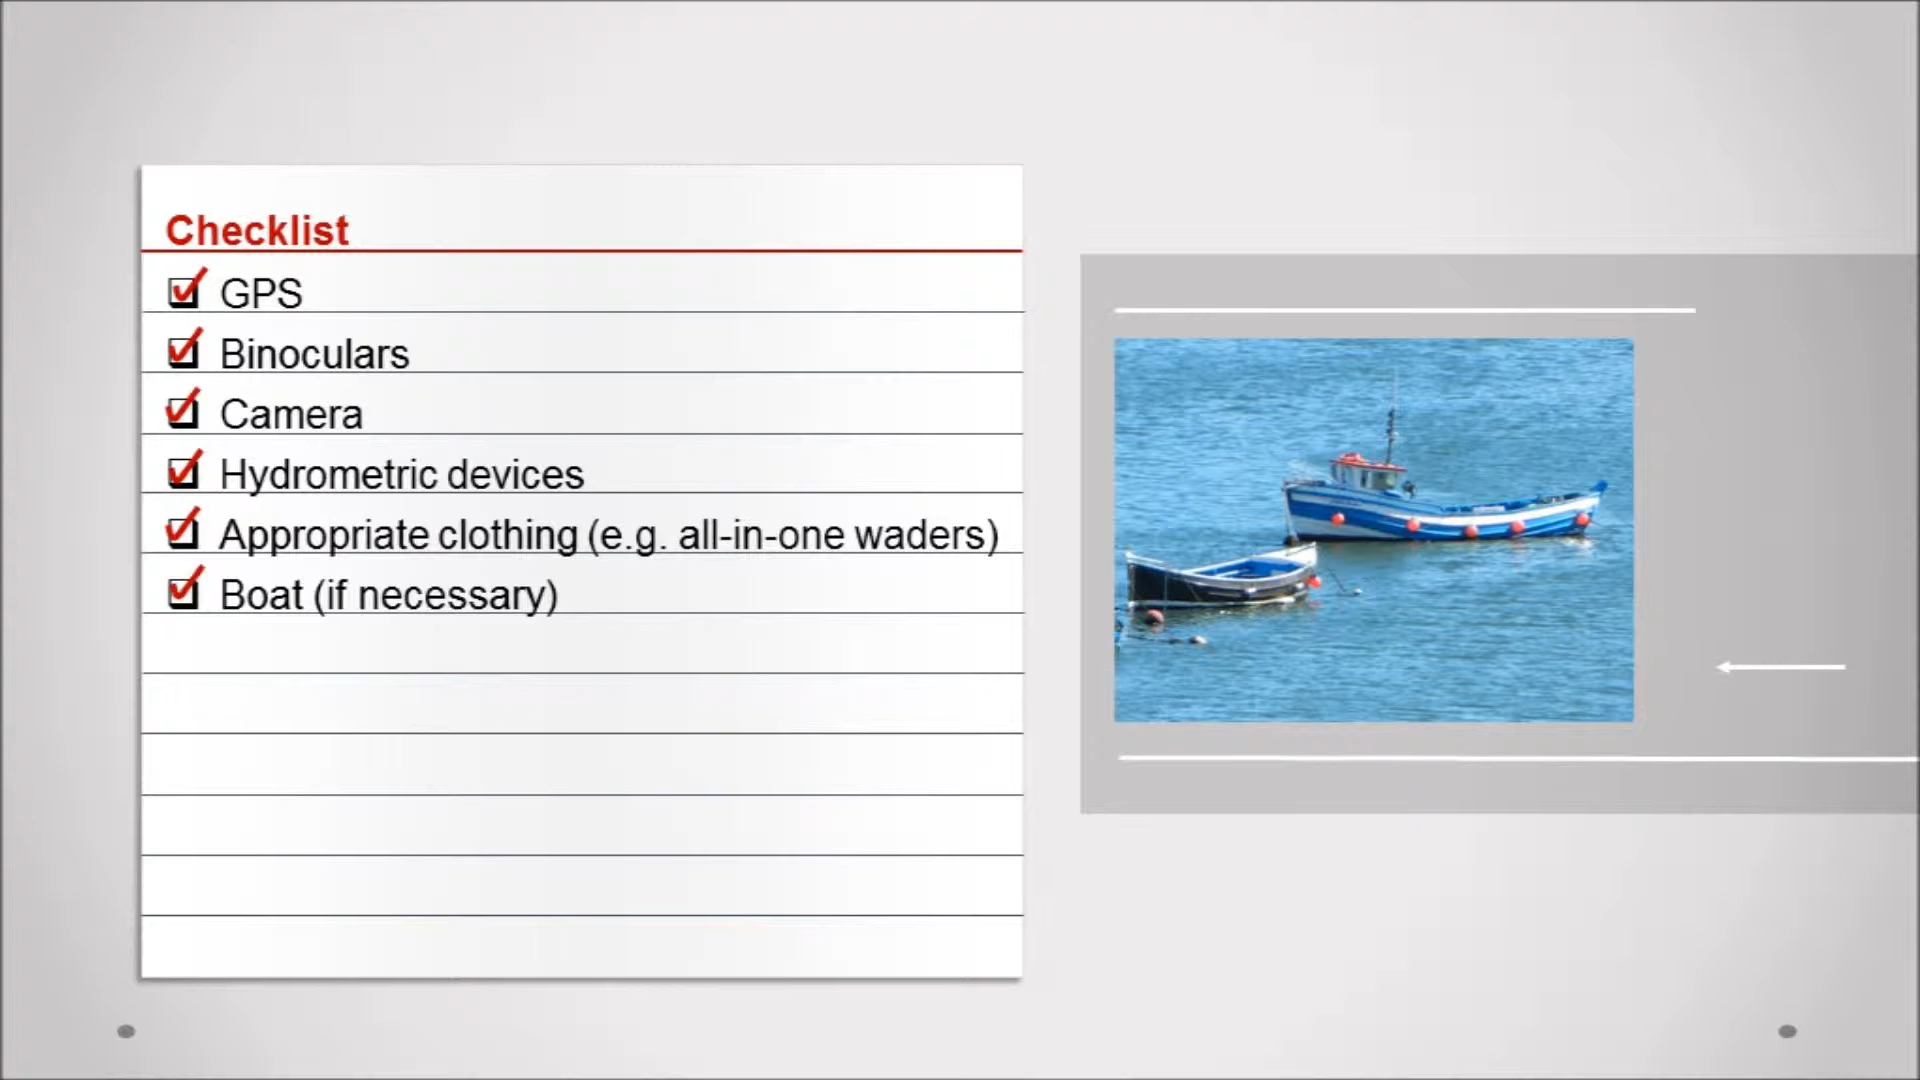 Checklist
GPS
Binoculars
Camera
Hydrometric devices
Appropriate clothing (e.g. all-in-one waders)
Boat (if necessary)